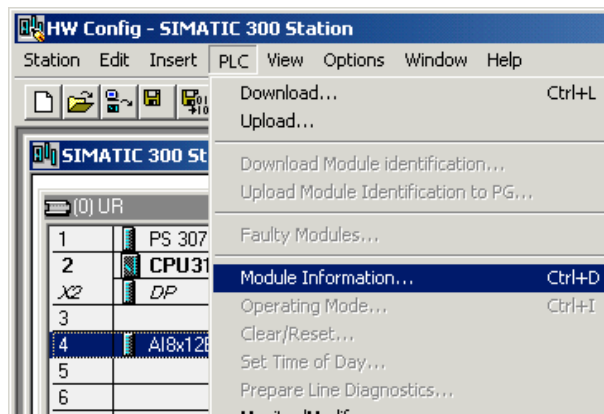 HW Config - SIMATIC 300 Station
Station Edit Insert PLC View Options Window Help
Download... Ctrl+L
Upload...
SIMATIC 300 St
Download Module identification...
Upload Module Identification to PG...
(0) UR
Faulty Modules...
1 PS 307
2 CPU31
Module Information... Ctrl+D
X2 DP
Operating Mode... Ctrl+I
3
Clear/Reset...
4 AI8x12B
Set Time of Day...
5
Prepare Line Diagnostics...
6